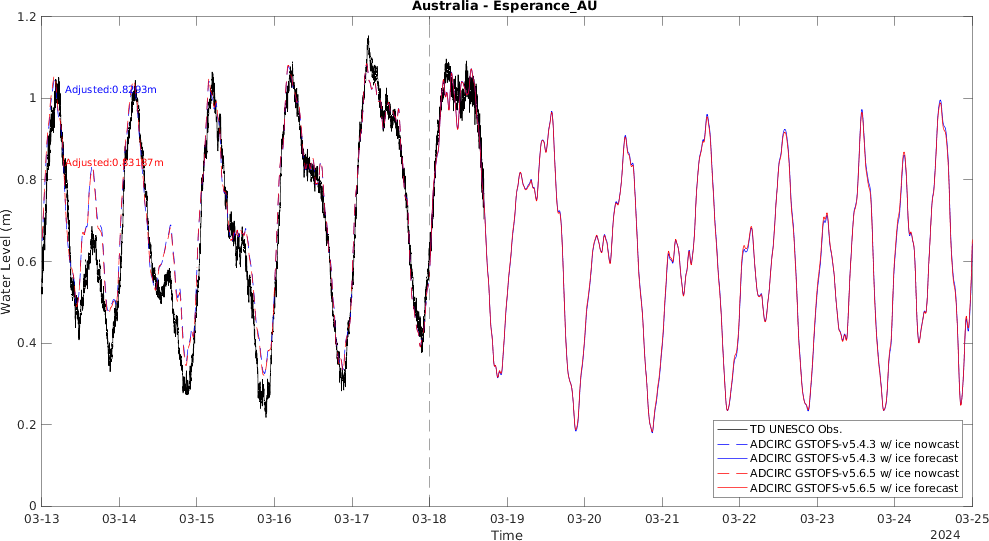 Australia - Esperance_AU
1.2
1
0.8
0.6
0.4
0.2
0
Water Level (m)
Adjusted:0.8293m
Adjusted:0.83187m
TD UNESCO Obs.
ADCIRC GSTOFS-v5.4.3 w/ ice nowcast
ADCIRC GSTOFS-v5.4.3 w/ ice forecast
ADCIRC GSTOFS-v5.6.5 w/ ice nowcast
ADCIRC GSTOFS-v5.6.5 w/ ice forecast
03-13 03-14 03-15 03-16 03-17 03-18 03-19 03-20 03-21 03-22 03-23 03-24 03-25
Time
2024